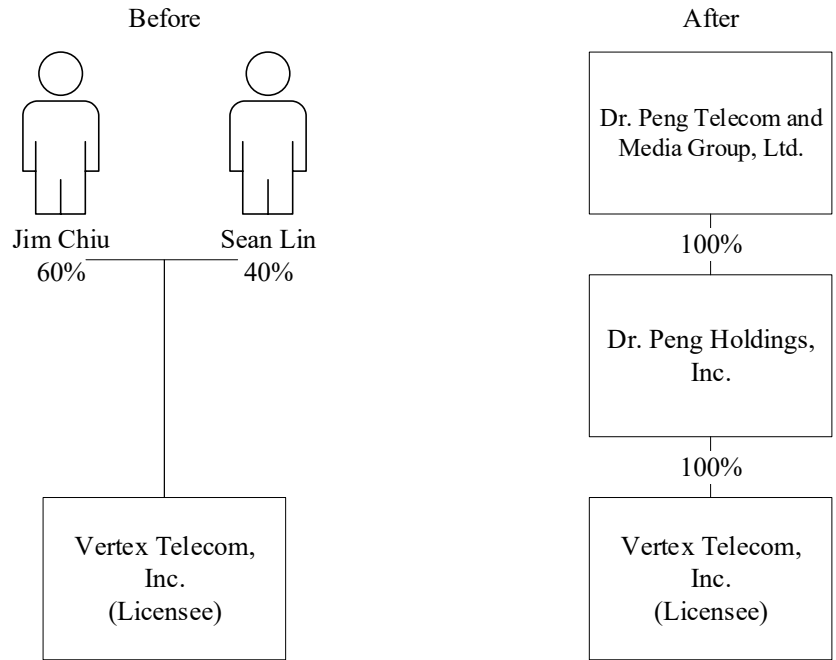 Before
Jim Chiu
60%
Sean Lin
40%
Vertex Telecom,
Inc.
(Licensee)
After
Dr. Peng Telecom and
Media Group, Ltd.
100%
Dr. Peng Holdings,
Inc.
100%
Vertex Telecom,
Inc.
(Licensee)